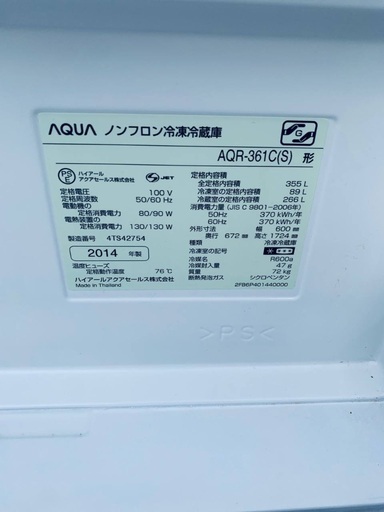 AQUA ノンフロン冷凍冷蔵庫
G
AQR-361C(S) 形
PS E ハイアール アクアセールス株式会社 JET
定格電圧 100 V
定格周波数 50/60 Hz
電動機の
定格消費電力 80/90 W
電熱装置の
定格消費電力 130/130 W
製造番号 4TS42754
2014 年製
温度ヒューズ
定格動作温度 76℃
ハイアールアクアセールス株式会社
Made in Thailand
定格内容積
全定格内容積 355 L
冷凍室の定格内容積 89 L
冷蔵室の定格内容積 266 L
消費電力量(JIS C 9801-2006年)
50Hz 370 kWh/年
60Hz 370 kWh/年
外形寸法 幅 600 mm
奥行 672 mm 高さ 1724 mm
種類 冷凍冷蔵庫
冷凍室の記号
冷媒名 R600a
冷媒封入量 47 g
質量 72 kg
断熱発泡ガス シクロペンタン
2FB6P401440000
>PS<